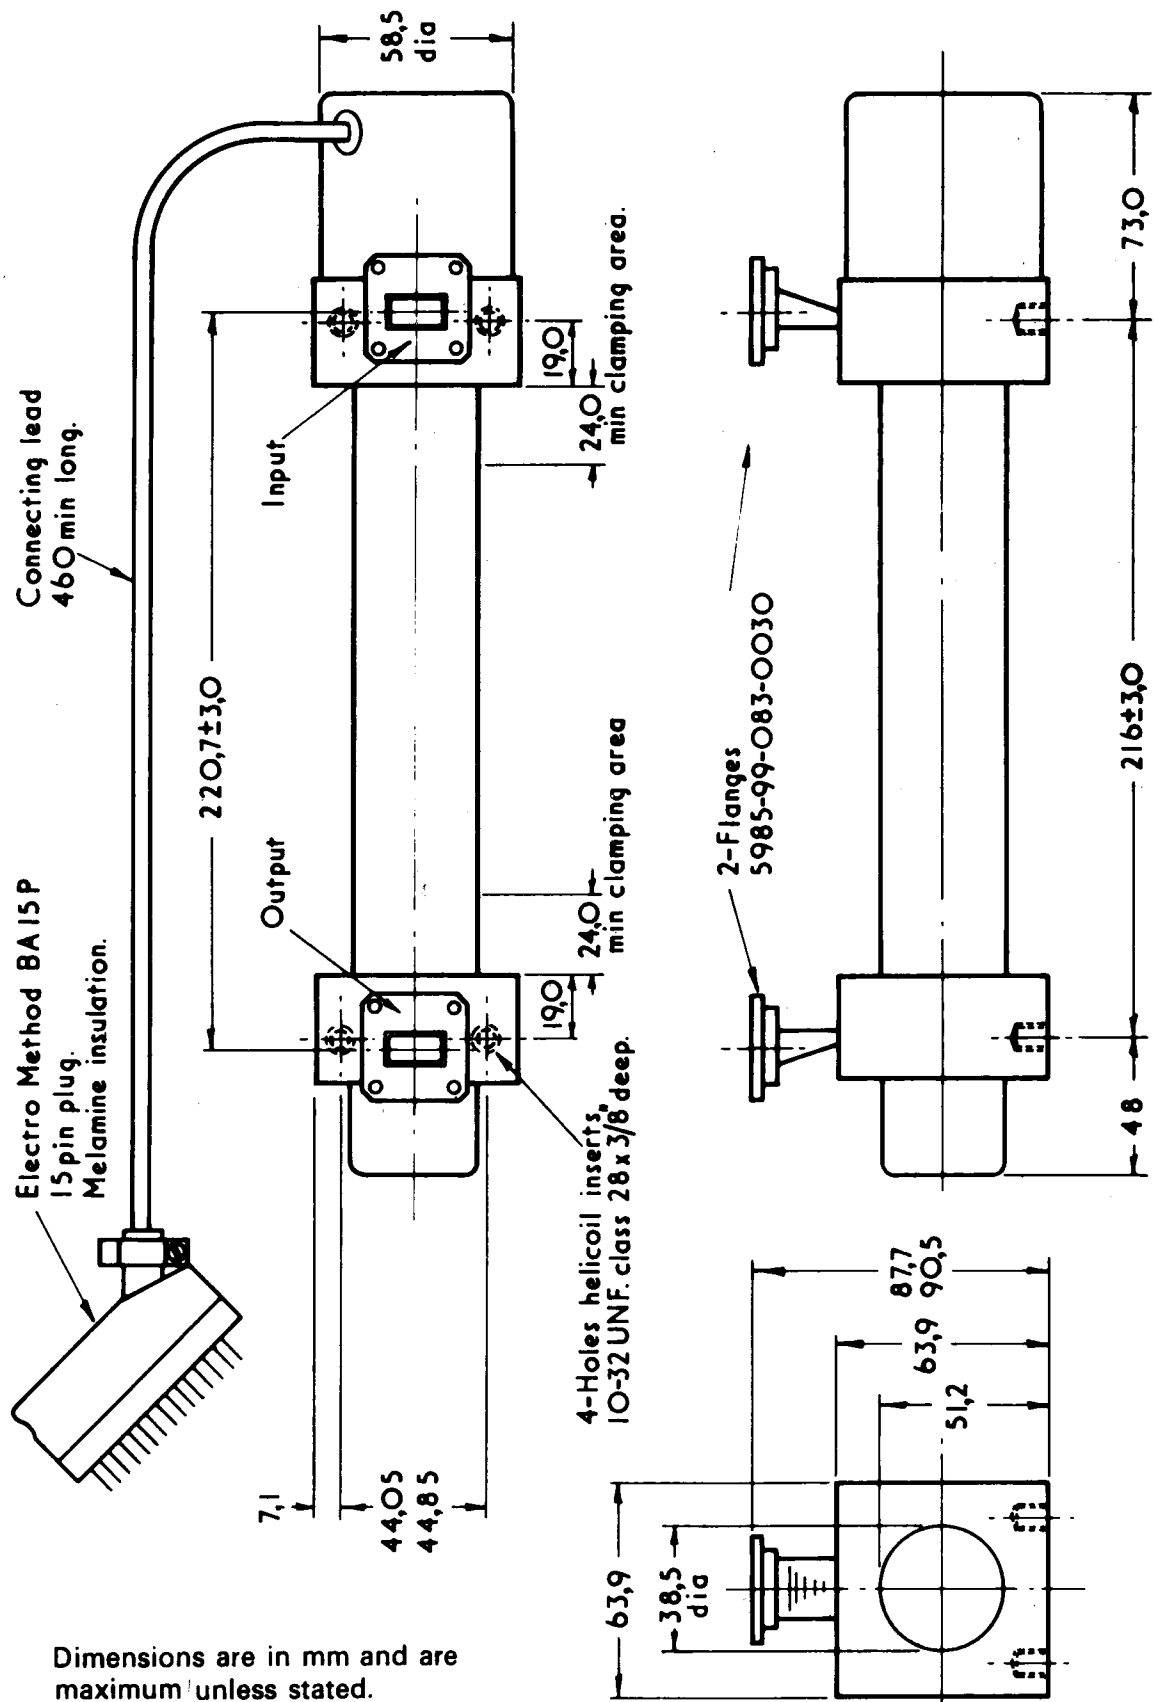 Electro Method BA15P
15pin plug.
Melamine insulation.
Connecting lead
460min long.
220,7±3,0
58,5
dia
Output
Input
7,1
44,05
44,85
19,0
24,0
min clamping area
19,0
24,0
min clamping area.
4-Holes helicoil inserts,
10-32 UNF. class 28x3/8" deep.
2-Flanges
5985-99-083-0030
63,9
38,5
dia
87,7
90,5
63,9
51,2
48
216±3,0
73,0
Dimensions are in mm and are
maximum unless stated.